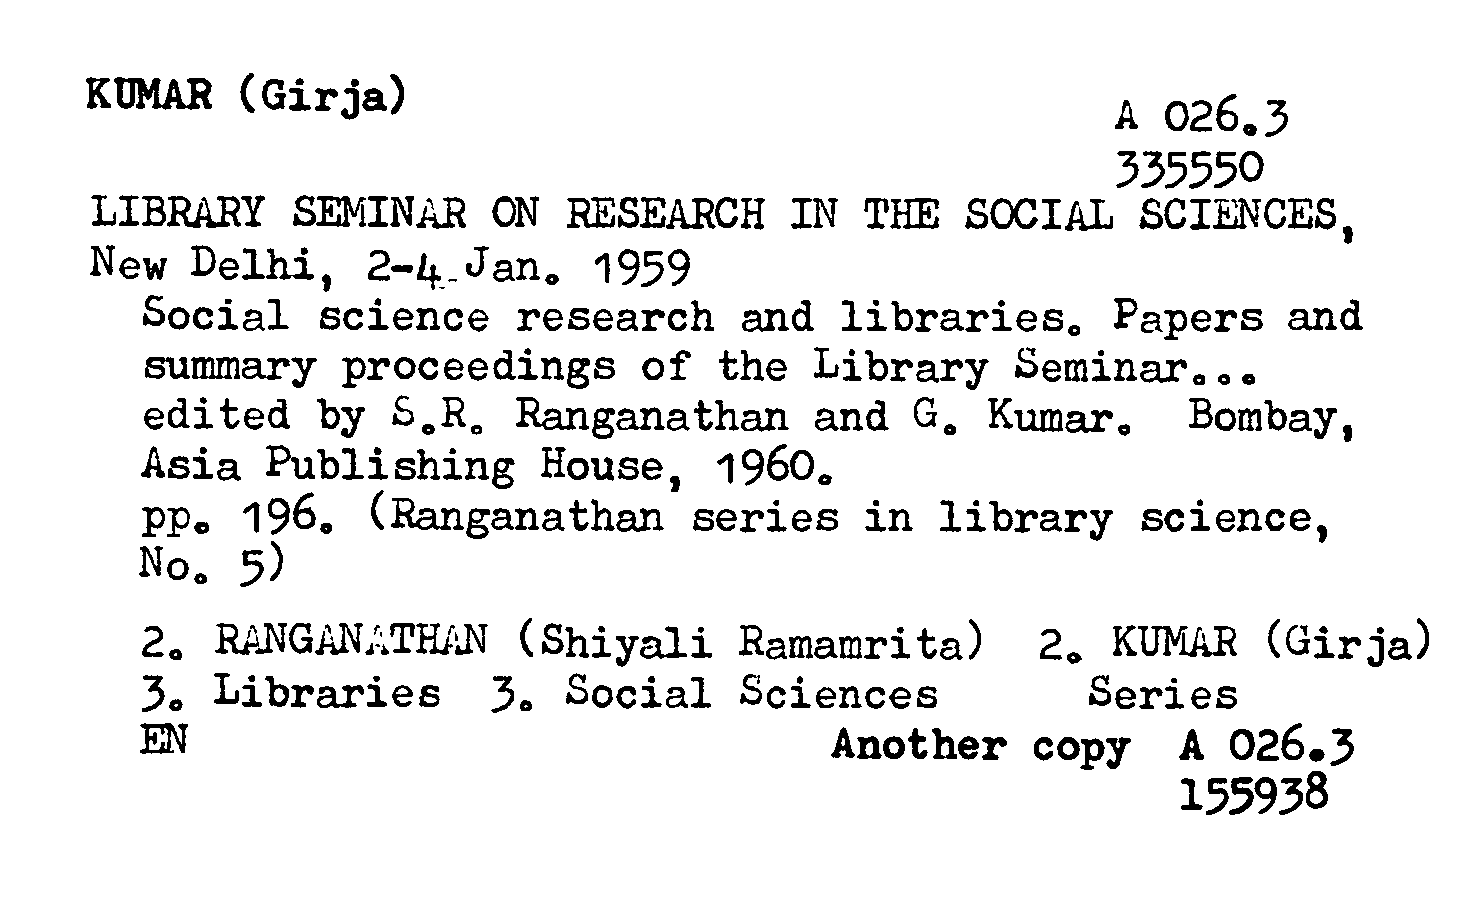 KUMAR (Girja)
A 026.3
335550
LIBRARY SEMINAR ON RESEARCH IN THE SOCIAL SCIENCES,
New Delhi, 2-4 Jan. 1959
Social science research and libraries. Papers and
summary proceedings of the Library Seminar...
edited by S.R. Ranganathan and G. Kumar. Bombay,
Asia Publishing House, 1960.
pp. 196. (Ranganathan series in library science,
No. 5)
2. RANGANATHAN (Shiyali Ramamrita) 2. KUMAR (Girja)
3. Libraries 3. Social Sciences Series
EN Another copy A 026.3
155938